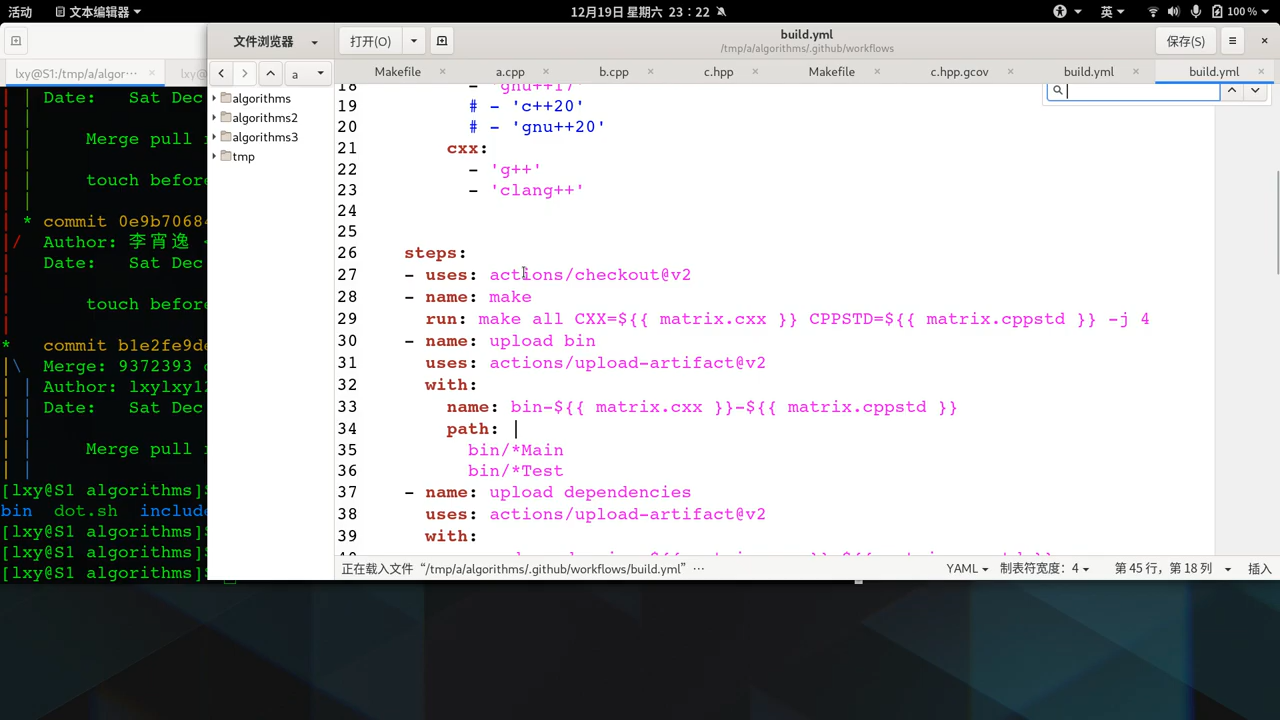 活动 文本编辑器 12月19日 星期六 23：22 英 100 %
文件浏览器 打开(O) build.yml 保存(S)
/tmp/a/algorithms/.github/workflows
lxy@S1:/tmp/a/algor··· lxy@
a
Makefile a.cpp b.cpp c.hpp Makefile c.hpp.gcov build.yml build.yml
algorithms
algorithms2
algorithms3
tmp
| Date:   Sat Dec
Merge pull
touch before
* commit 0e9b70684
Author: 李宵逸
Date:   Sat Dec
touch before
* commit b1e2fe9de
|\ Merge: 9372393
| | Author: lxylxy12
| | Date:   Sat Dec
Merge pull
[lxy@S1 algorithms]
bin dot.sh include
[lxy@S1 algorithms]
[lxy@S1 algorithms]
[lxy@S1 algorithms]
18 - 'gnu++17'
19 # - 'c++20'
20 # - 'gnu++20'
21 cxx:
22 - 'g++'
23 - 'clang++'
24
25
26 steps:
27 - uses: actions/checkout@v2
28 - name: make
29 run: make all CXX=${{ matrix.cxx }} CPPSTD=${{ matrix.cppstd }} -j 4
30 - name: upload bin
31 uses: actions/upload-artifact@v2
32 with:
33 name: bin-${{ matrix.cxx }}-${{ matrix.cppstd }}
34 path: |
35 bin/*Main
36 bin/*Test
37 - name: upload dependencies
38 uses: actions/upload-artifact@v2
39 with:
正在载入文件 “/tmp/a/algorithms/.github/workflows/build.yml”··· YAML 制表符宽度：4 第 45 行，第 18 列 插入